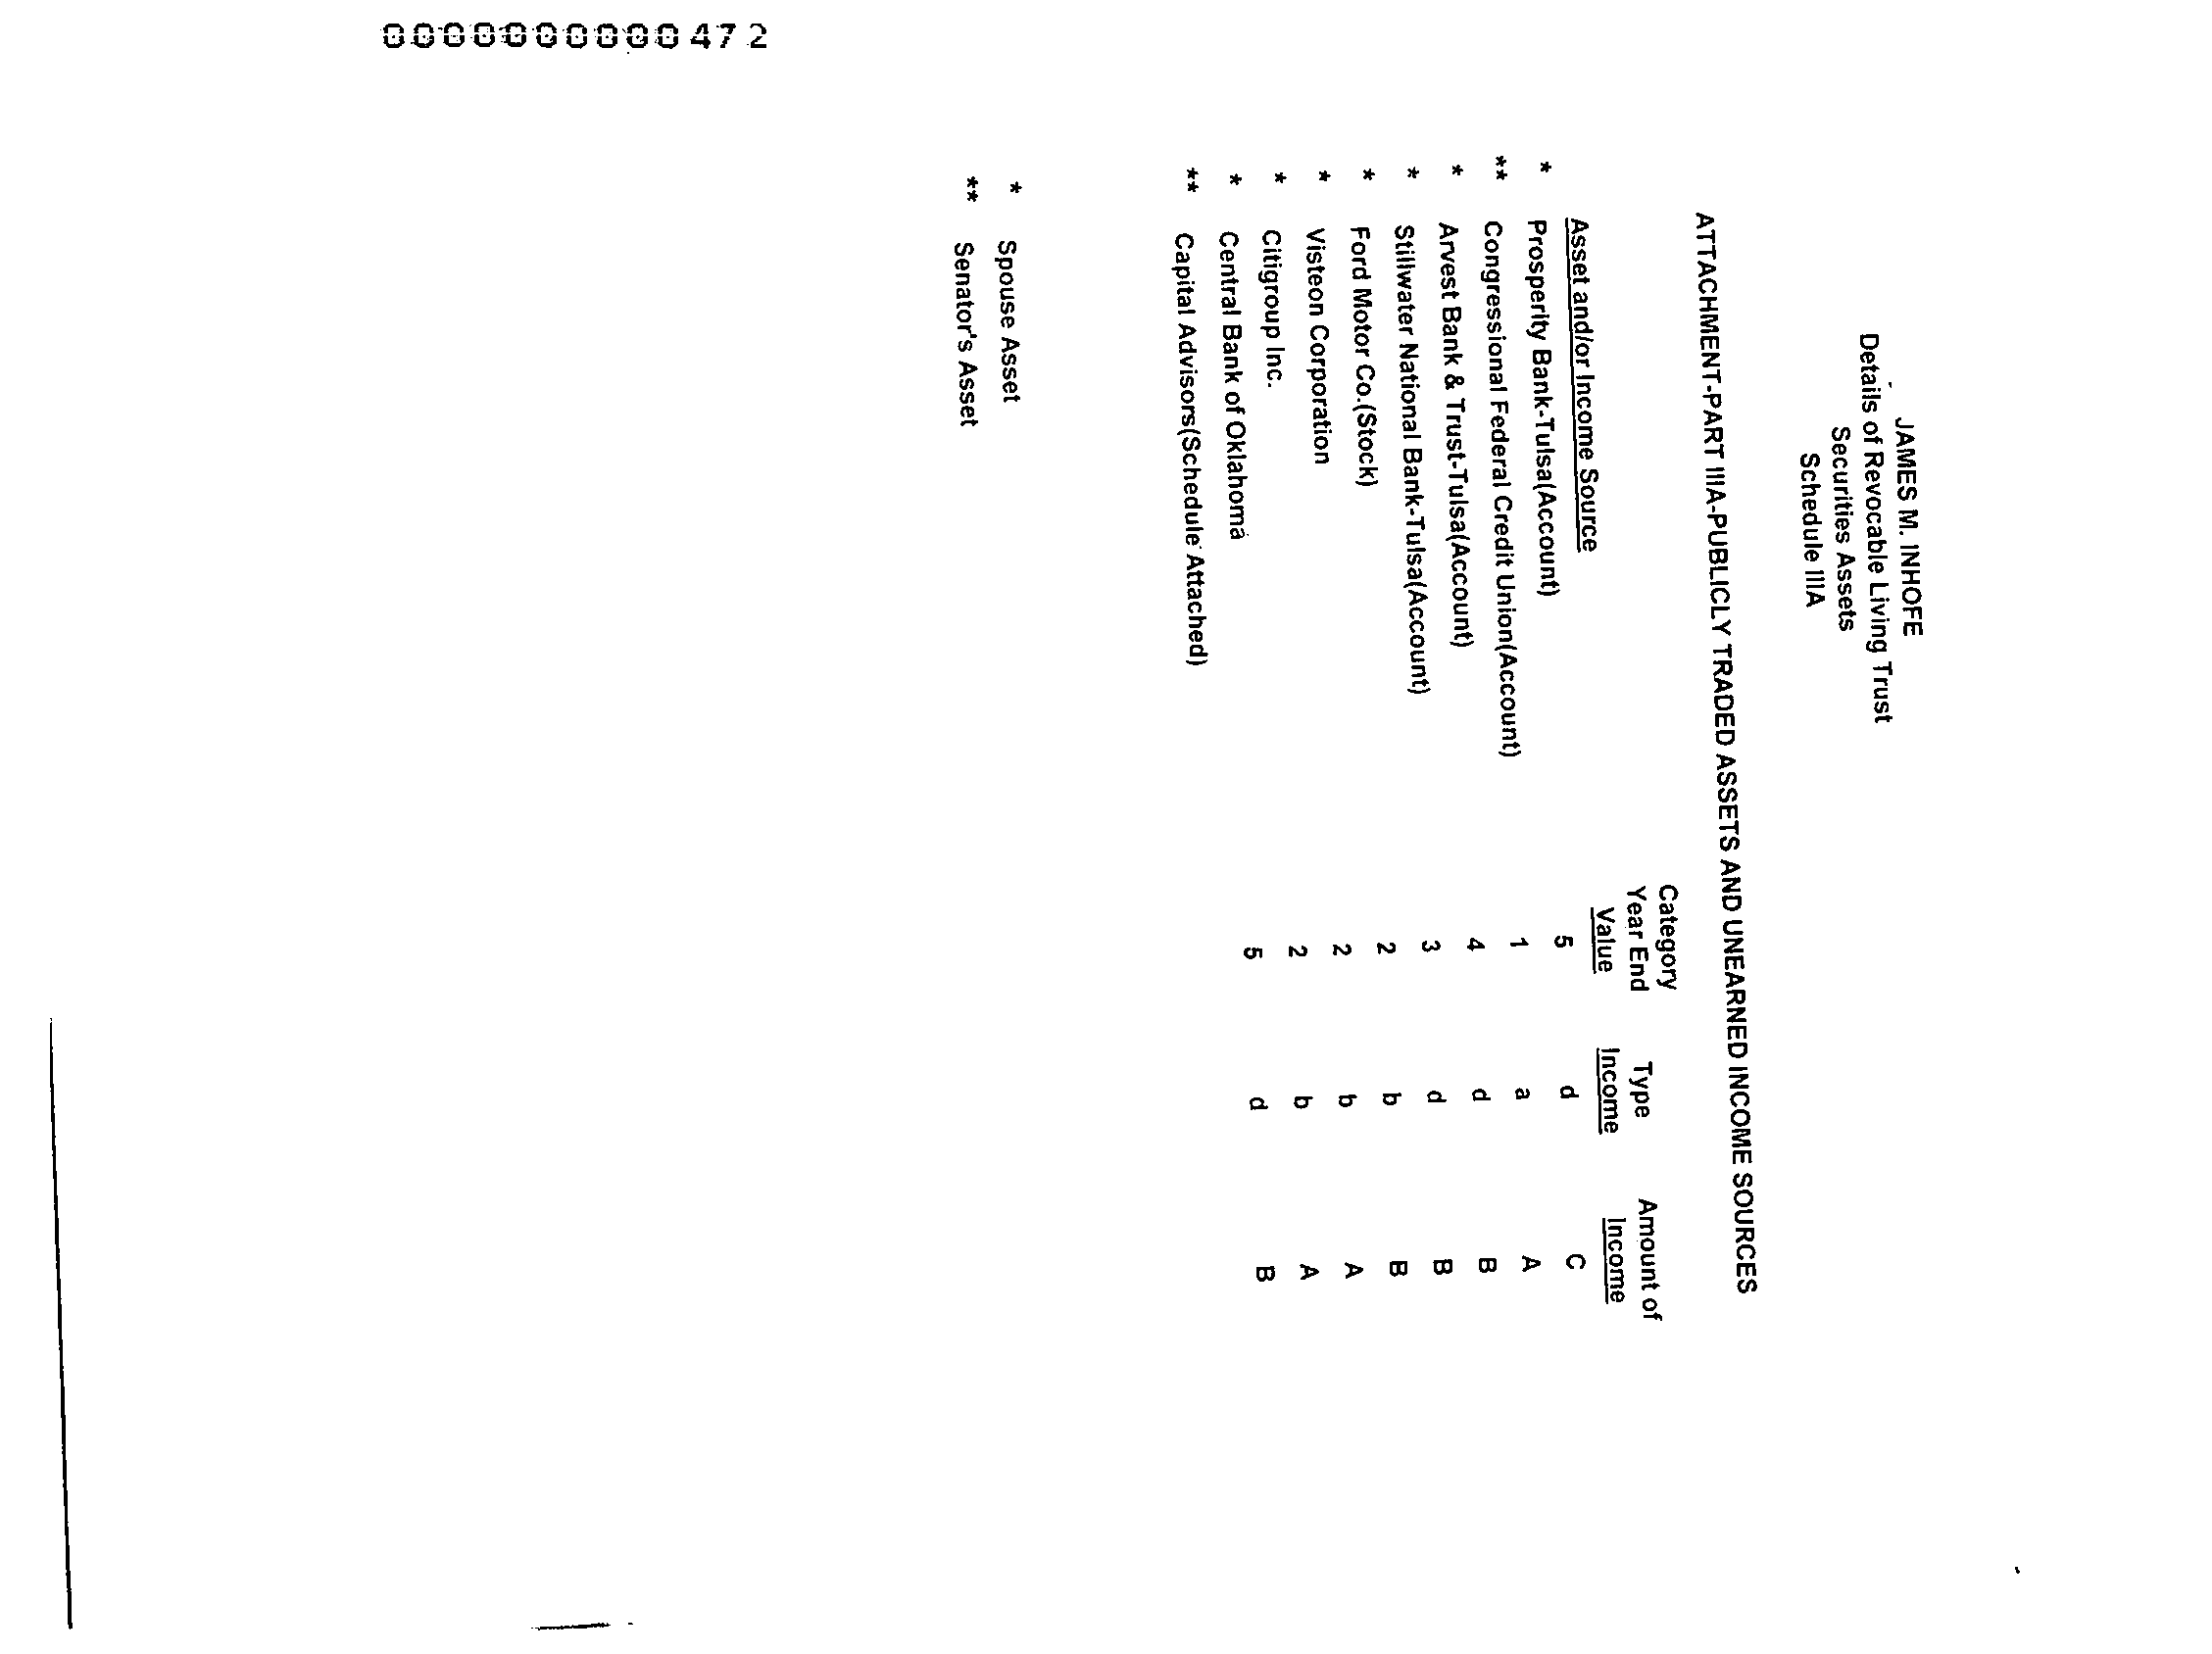 000000000472
JAMES M. INHOFE
Details of Revocable Living Trust
Securities Assets
Schedule IIIA
ATTACHMENT-PART IIIA-PUBLICLY TRADED ASSETS AND UNEARNED INCOME SOURCES
Category
Year End Type Amount of
Asset and/or Income Source Value Income Income
* Prosperity Bank-Tulsa(Account) 5 d C
** Congressional Federal Credit Union(Account) 1 a A
* Arvest Bank & Trust-Tulsa(Account) 4 d B
* Stillwater National Bank-Tulsa(Account) 3 d B
* Ford Motor Co.(Stock) 2 b B
* Visteon Corporation 2 b A
* Citigroup Inc. 2 b A
* Central Bank of Oklahoma 5 d B
** Capital Advisors(Schedule Attached)
* Spouse Asset
** Senator's Asset